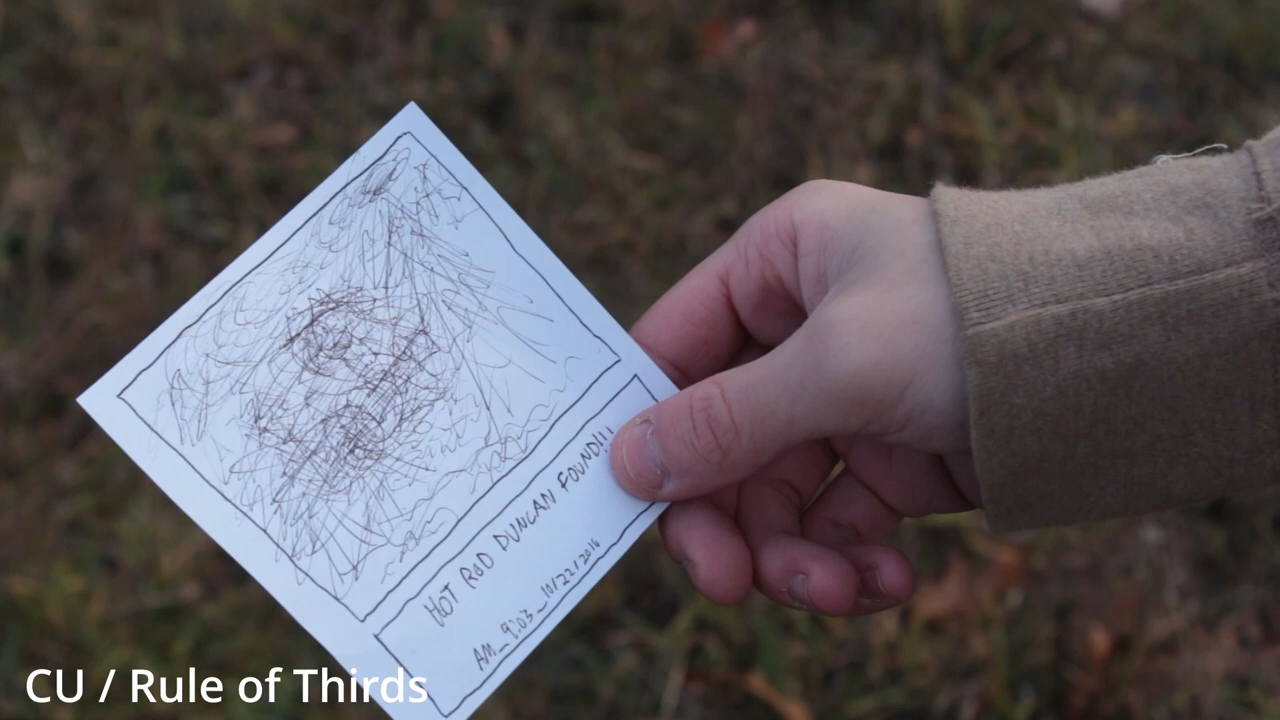 HOT ROD DUNCAN FOUND!!!
AM_9:03_10/22/2016
CU / Rule of Thirds